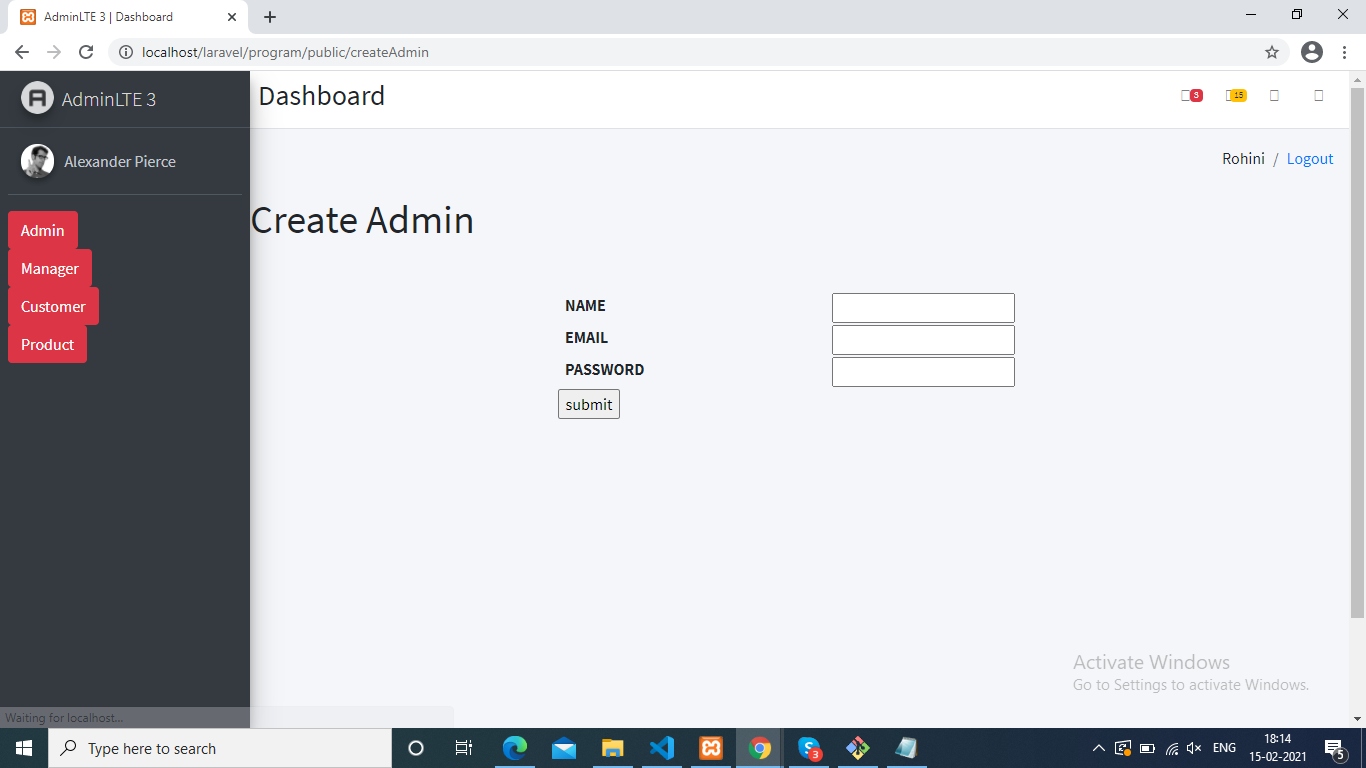 AdminLTE 3 | Dashboard
localhost/laravel/program/public/createAdmin
AdminLTE 3
Dashboard
3
15
Alexander Pierce
Rohini / Logout
Admin
Manager
Customer
Product
Create Admin
NAME
EMAIL
PASSWORD
submit
Activate Windows
Go to Settings to activate Windows.
Waiting for localhost...
Type here to search
3
ENG
18:14
15-02-2021
5